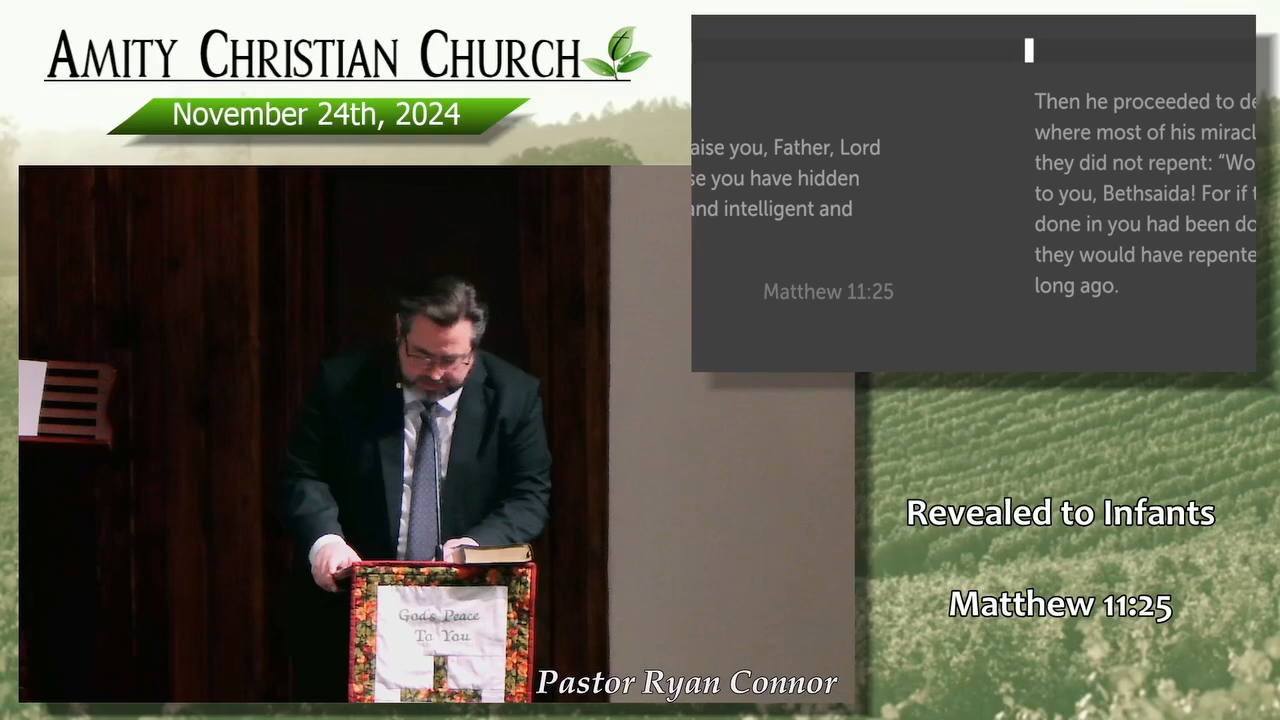 AMITY CHRISTIAN CHURCH
November 24th, 2024
aise you, Father, Lord
se you have hidden
and intelligent and
Matthew 11:25
Then he proceeded to de
where most of his miracl
they did not repent: “Wo
to you, Bethsaida! For if t
done in you had been do
they would have repente
long ago.
God's Peace
To You
Pastor Ryan Connor
Revealed to Infants
Matthew 11:25